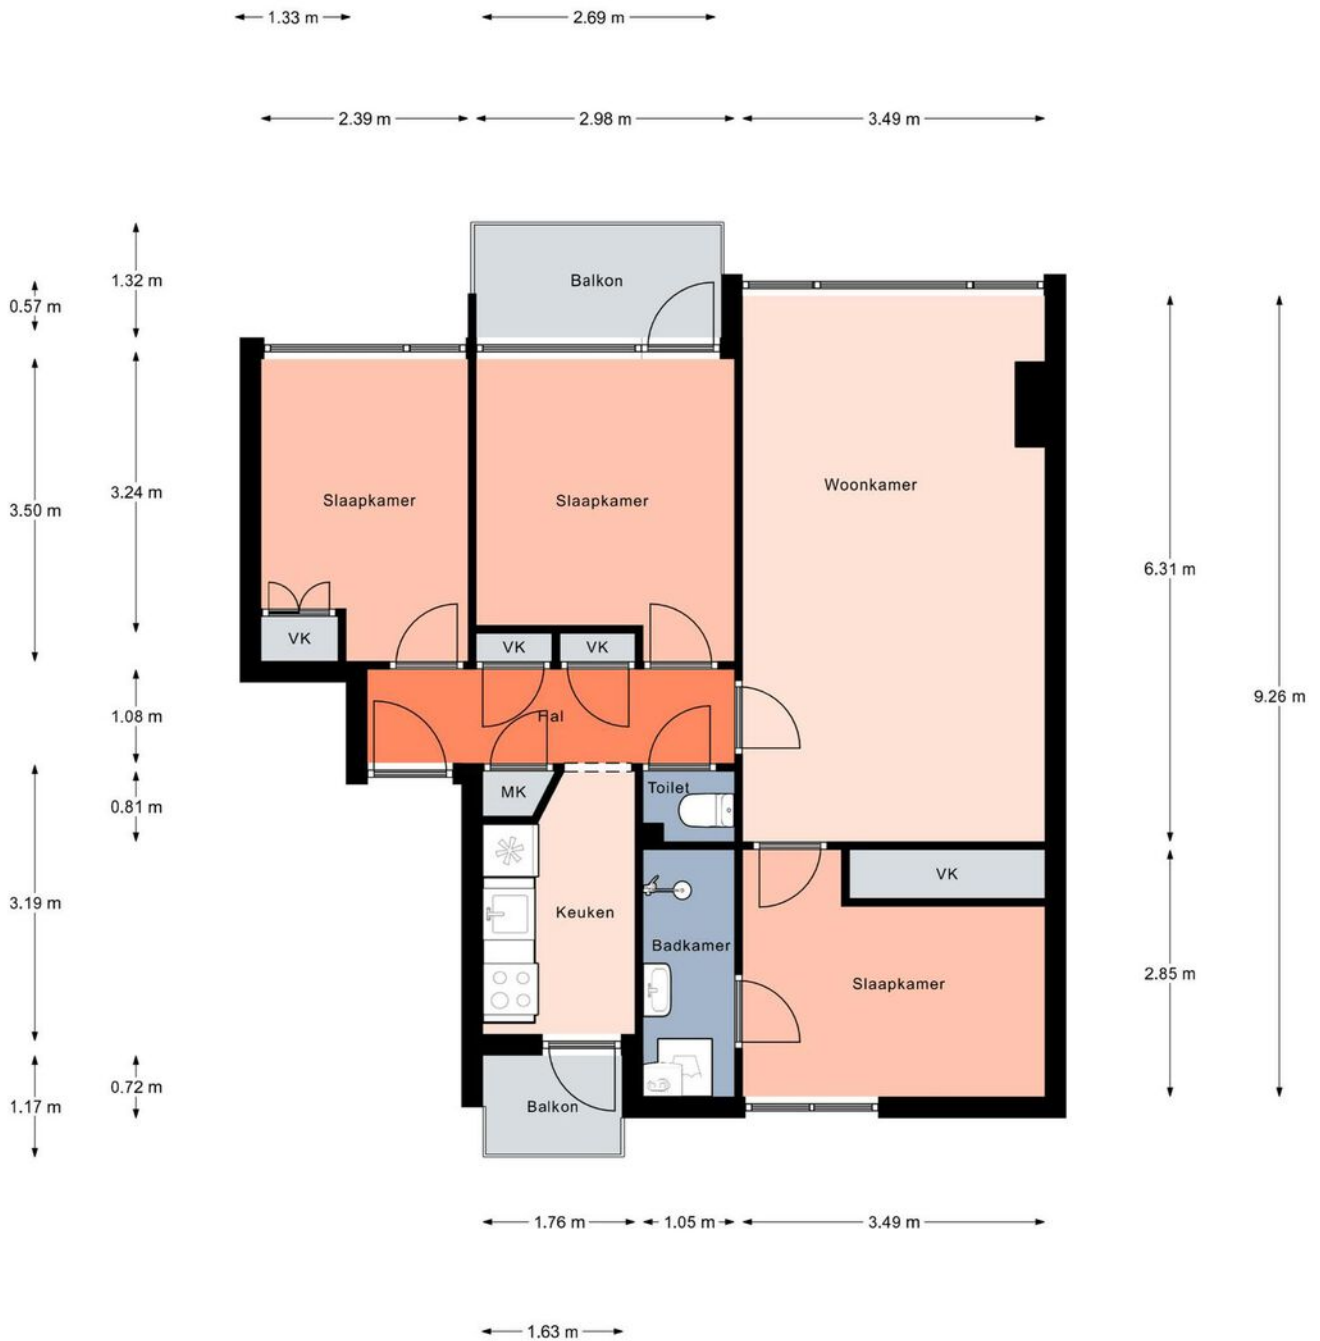 1.33 m
2.69 m
2.39 m
2.98 m
3.49 m
1.32 m
0.57 m
Balkon
3.50 m
3.24 m
Slaapkamer
Slaapkamer
Woonkamer
6.31 m
9.26 m
VK
VK
VK
1.08 m
Hal
0.81 m
MK
Toilet
3.19 m
Keuken
Badkamer
VK
Slaapkamer
2.85 m
1.17 m
0.72 m
Balkon
1.76 m
1.05 m
3.49 m
1.63 m